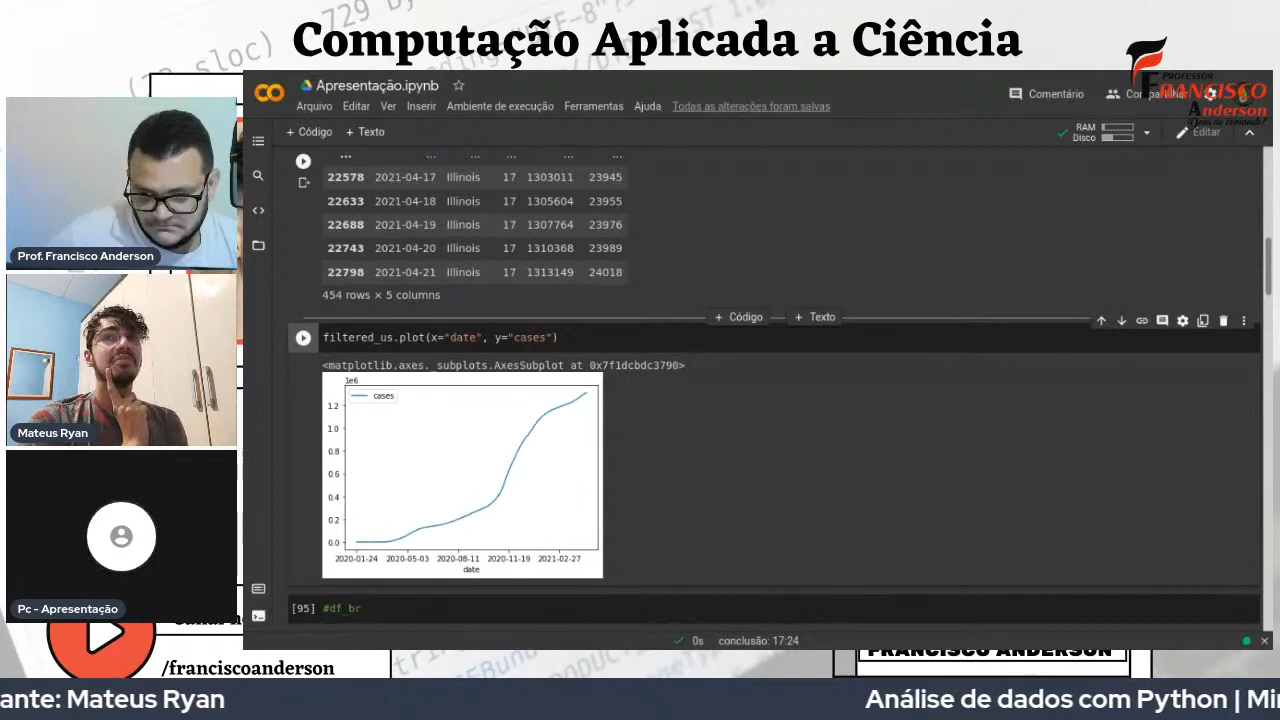 Computação Aplicada a Ciência
PROFESSOR
FRANCISCO
Anderson
Apresentação.ipynb
Arquivo Editar Ver Inserir Ambiente de execução Ferramentas Ajuda Todas as alterações foram salvas
Comentário
+ Código + Texto
RAM
Disco
Editar
... ... ... ... ... ...
22578 2021-04-17 Illinois 17 1303011 23945
22633 2021-04-18 Illinois 17 1305604 23955
22688 2021-04-19 Illinois 17 1307764 23976
22743 2021-04-20 Illinois 17 1310368 23989
22798 2021-04-21 Illinois 17 1313149 24018
454 rows × 5 columns
+ Código + Texto
filtered_us.plot(x="date", y="cases")
<matplotlib.axes._subplots.AxesSubplot at 0x7f1dcbdc3790>
1e6
cases
1.2
1.0
0.8
0.6
0.4
0.2
0.0
2020-01-24 2020-05-03 2020-08-11 2020-11-19 2021-02-27
date
[95] #df_br
0s conclusão: 17:24
Prof. Francisco Anderson
Mateus Ryan
Pc - Apresentação
/franciscoanderson
FRANCISCO ANDERSON
ante: Mateus Ryan
Análise de dados com Python | Mi